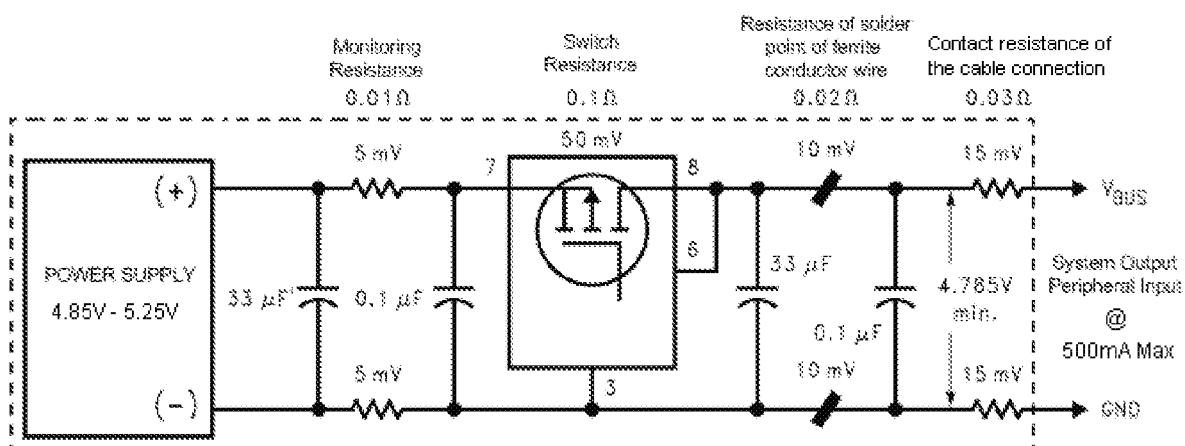 Monitoring
Resistance
0.01Ω
Switch
Resistance
0.1Ω
Resistance of solder
point of ferrite
conductor wire
0.02Ω
Contact resistance of
the cable connection
0.03Ω
5 mV
50 mV
10 mV
15 mV
7
8
6
3
(+)
(-)
POWER SUPPLY
4.85V - 5.25V
33 µF*
0.1 µF
33 µF
0.1 µF
4.785V
min.
5 mV
10 mV
15 mV
VBUS
System Output
Peripheral Input
@
500mA Max
GND